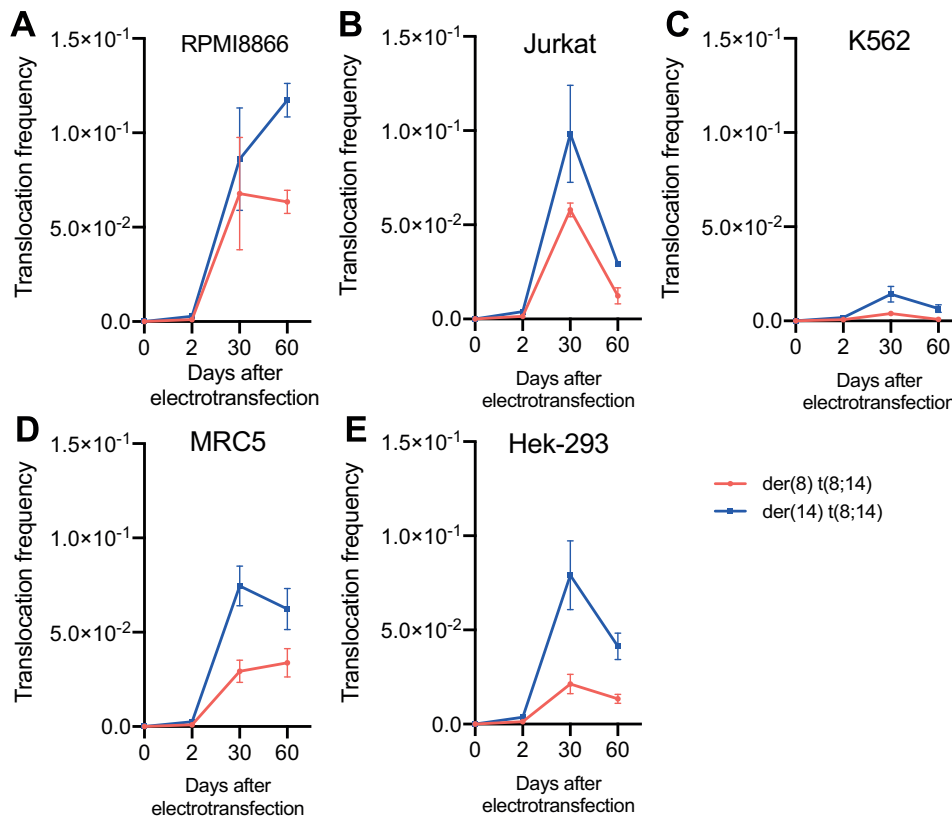 A
RPMI8866
Translocation frequency
1.5×10⁻¹
1.0×10⁻¹
5.0×10⁻²
0.0
0 2 30 60
Days after
electrotransfection
B
Jurkat
Translocation frequency
1.5×10⁻¹
1.0×10⁻¹
5.0×10⁻²
0.0
0 2 30 60
Days after
electrotransfection
C
K562
Translocation frequency
1.5×10⁻¹
1.0×10⁻¹
5.0×10⁻²
0.0
0 2 30 60
Days after
electrotransfection
D
MRC5
Translocation frequency
1.5×10⁻¹
1.0×10⁻¹
5.0×10⁻²
0.0
0 2 30 60
Days after
electrotransfection
E
Hek-293
Translocation frequency
1.5×10⁻¹
1.0×10⁻¹
5.0×10⁻²
0.0
0 2 30 60
Days after
electrotransfection
der(8) t(8;14)
der(14) t(8;14)